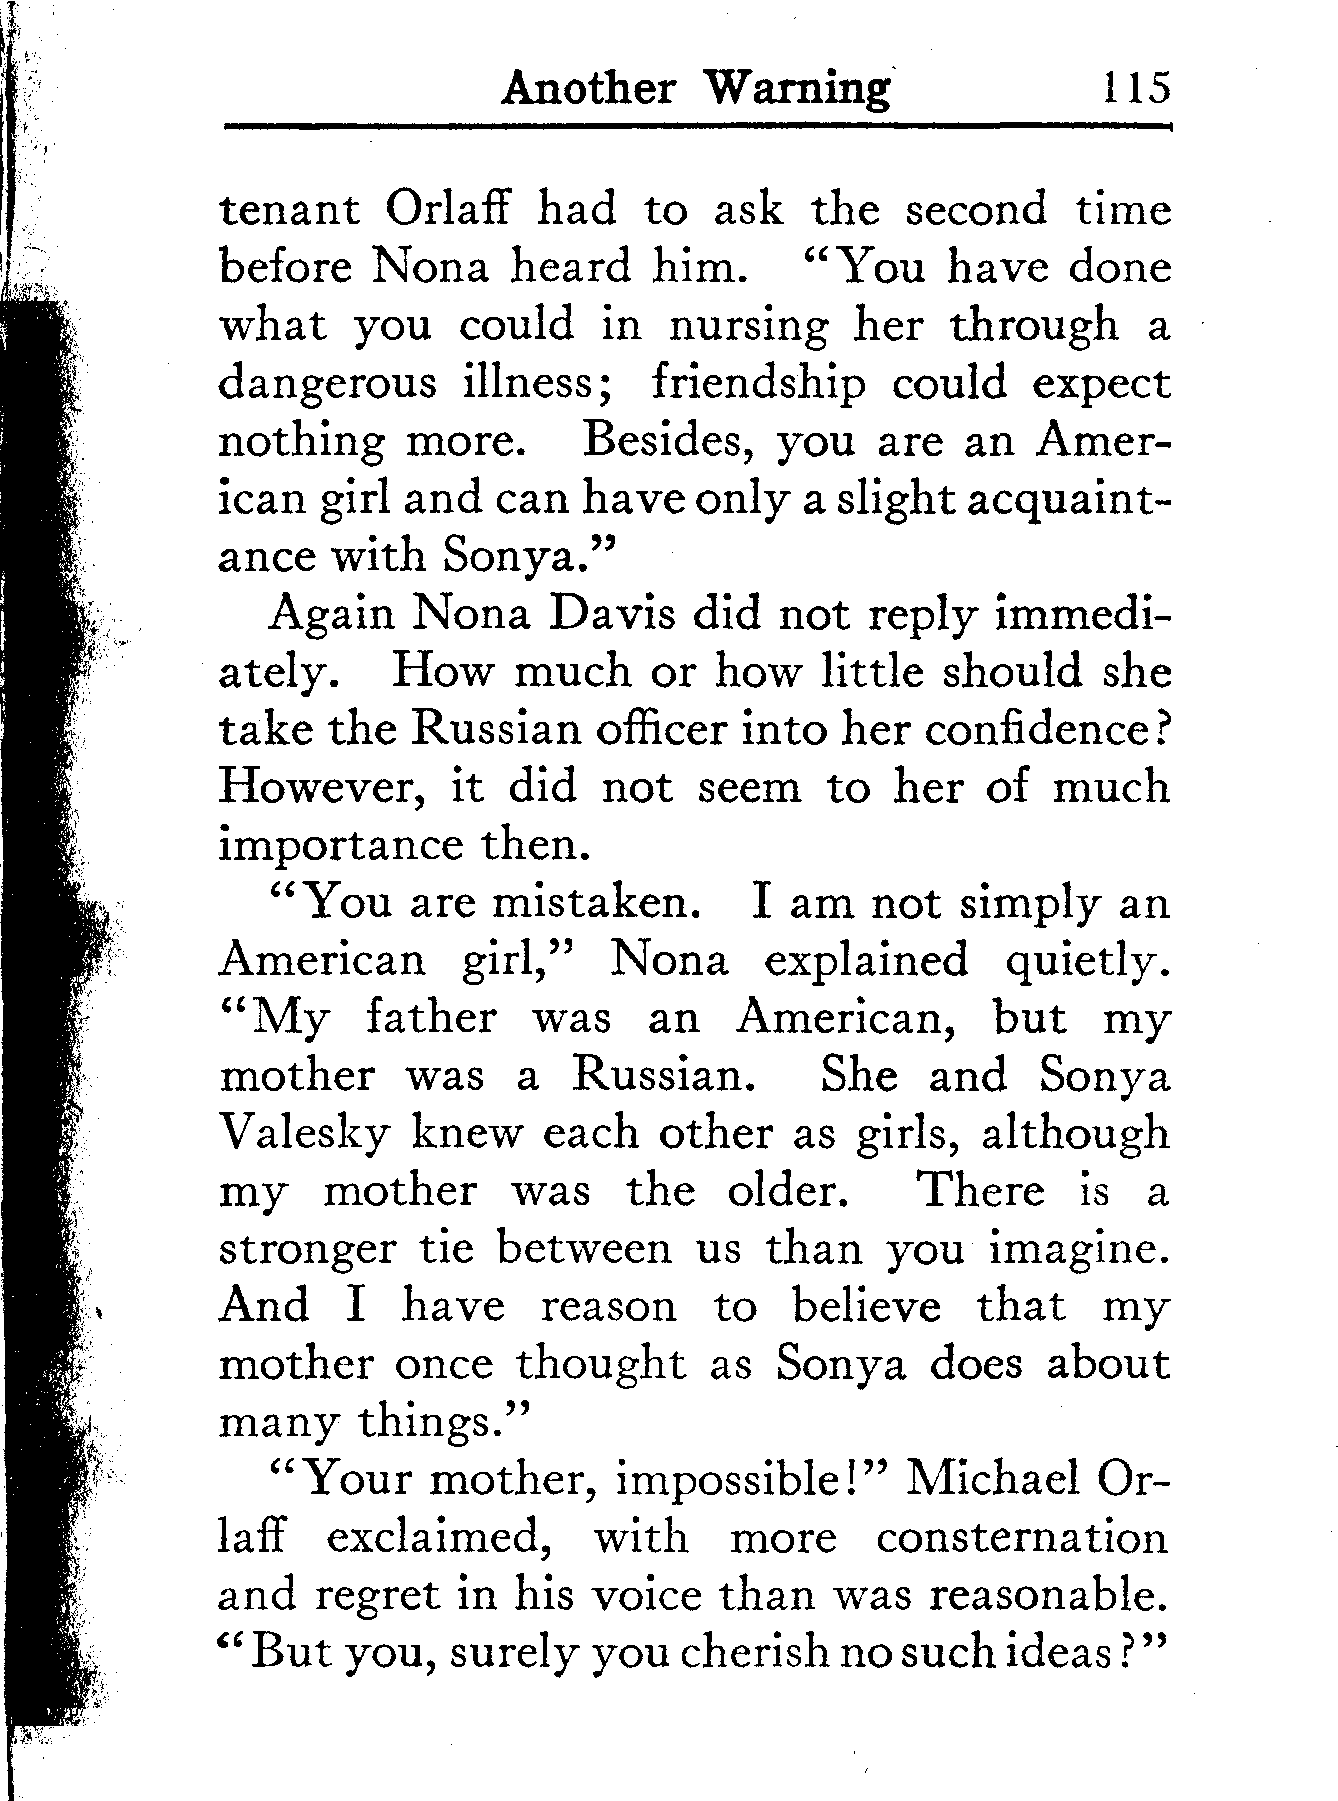 Another Warning 115
tenant Orlaff had to ask the second time
before Nona heard him. "You have done
what you could in nursing her through a
dangerous illness; friendship could expect
nothing more. Besides, you are an Amer-
ican girl and can have only a slight acquaint-
ance with Sonya."
Again Nona Davis did not reply immedi-
ately. How much or how little should she
take the Russian officer into her confidence?
However, it did not seem to her of much
importance then.
"You are mistaken. I am not simply an
American girl," Nona explained quietly.
"My father was an American, but my
mother was a Russian. She and Sonya
Valesky knew each other as girls, although
my mother was the older. There is a
stronger tie between us than you imagine.
And I have reason to believe that my
mother once thought as Sonya does about
many things."
"Your mother, impossible!" Michael Or-
laff exclaimed, with more consternation
and regret in his voice than was reasonable.
"But you, surely you cherish no such ideas?"